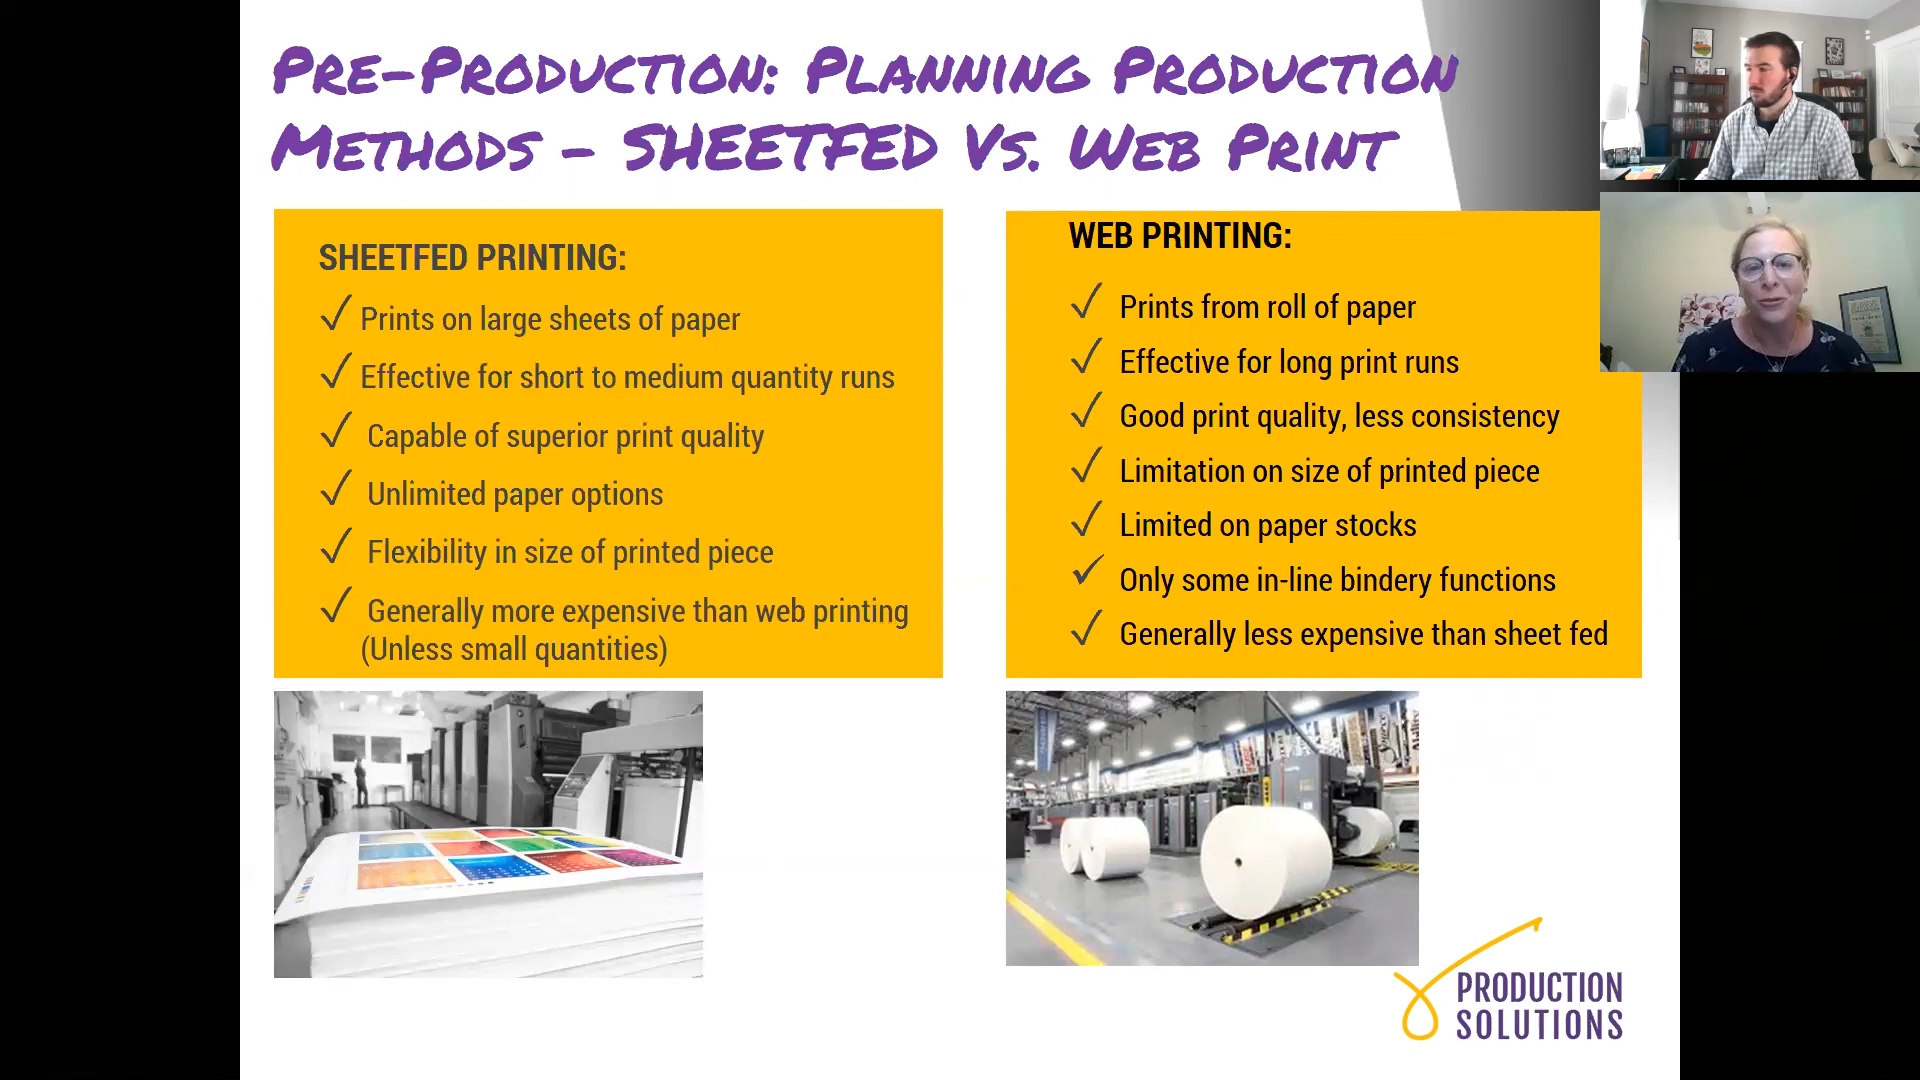 Pre-Production: Planning Production
Methods – SHEETFED Vs. Web Print
SHEETFED PRINTING:
Prints on large sheets of paper
Effective for short to medium quantity runs
Capable of superior print quality
Unlimited paper options
Flexibility in size of printed piece
Generally more expensive than web printing
(Unless small quantities)
WEB PRINTING:
Prints from roll of paper
Effective for long print runs
Good print quality, less consistency
Limitation on size of printed piece
Limited on paper stocks
Only some in-line bindery functions
Generally less expensive than sheet fed
PRODUCTION
SOLUTIONS